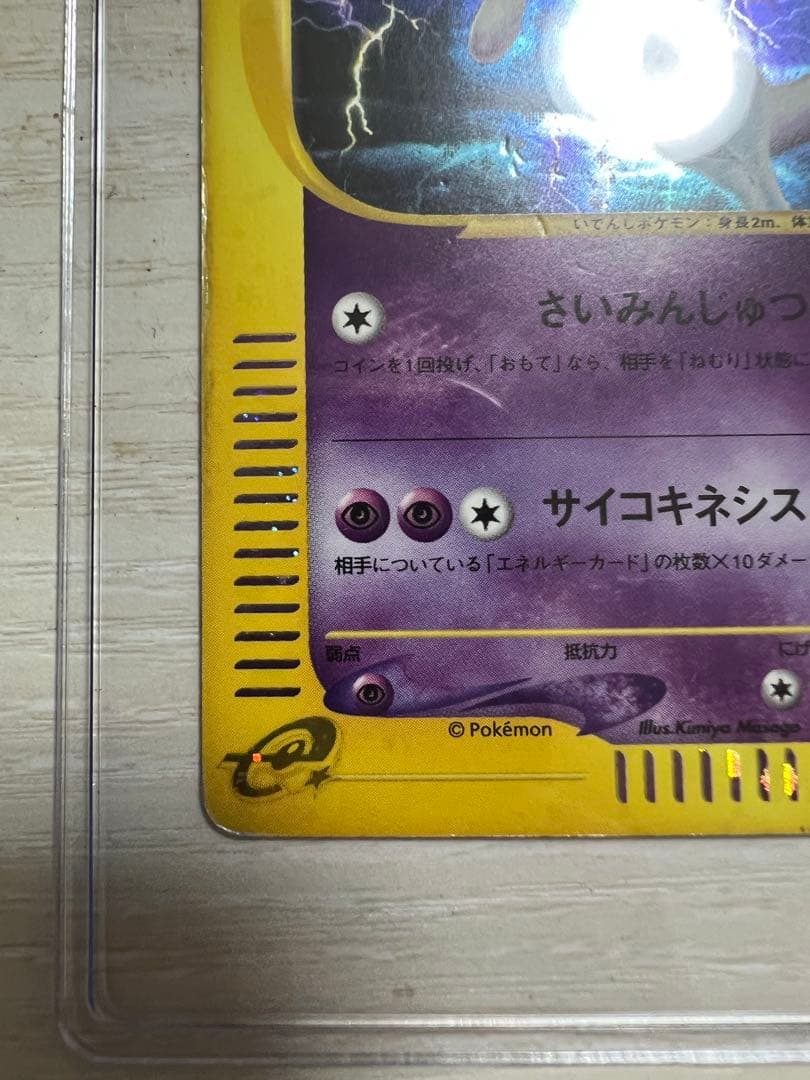 いでんしポケモン：身長2m、体
さいみんじゅつ
コインを1回投げ、「おもて」なら、相手を「ねむり」状態に
サイコキネシス
相手についている「エネルギーカード」の枚数×10ダメー
弱点 抵抗力 にげ
© Pokémon Illus.Kimiya Masago
e